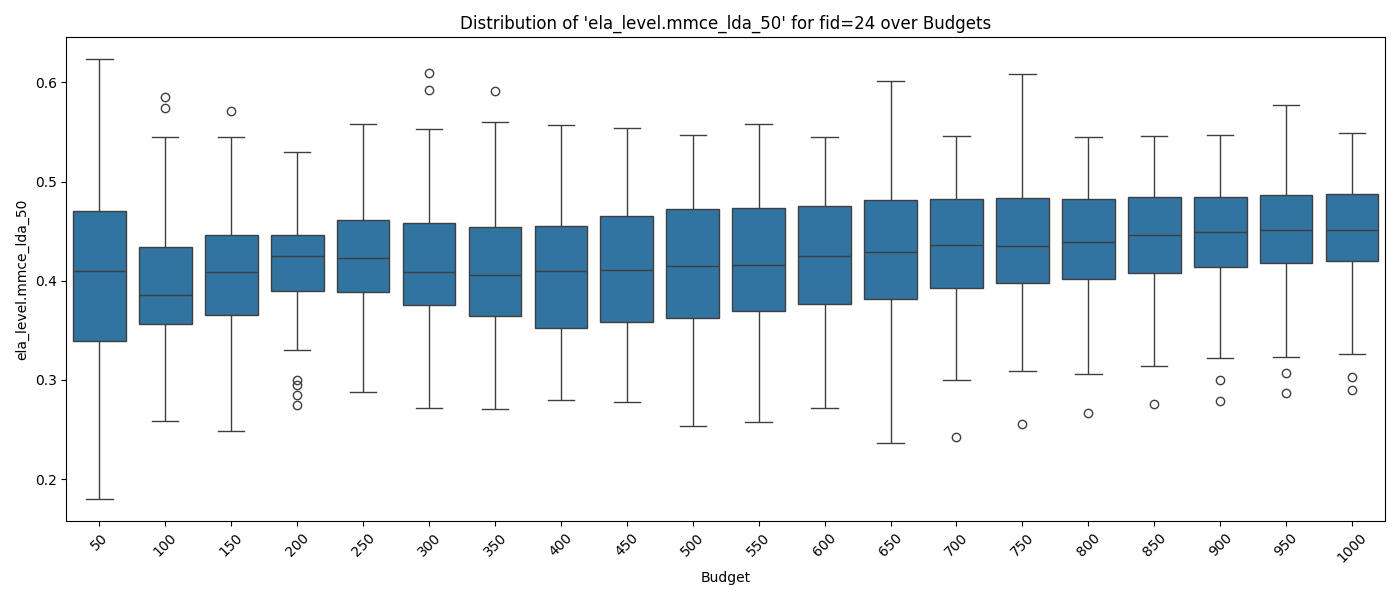 Distribution of 'ela_level.mmce_lda_50' for fid=24 over Budgets
ela_level.mmce_lda_50
0.6
0.5
0.4
0.3
0.2
50 100 150 200 250 300 350 400 450 500 550 600 650 700 750 800 850 900 950 1000
Budget